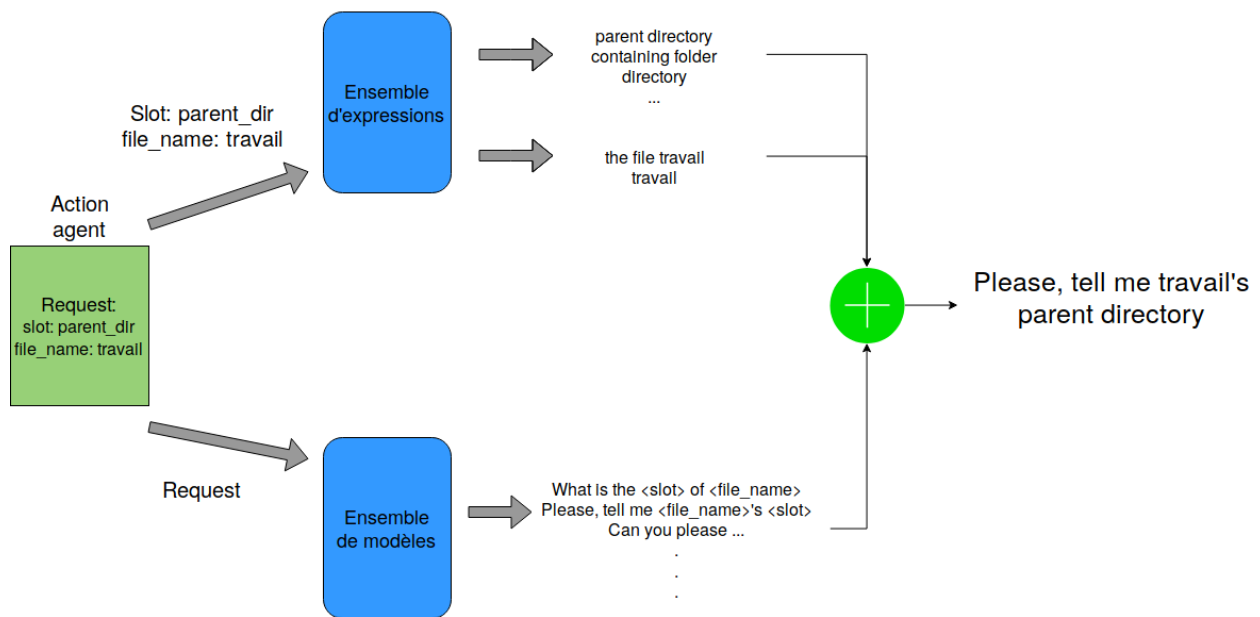 Slot: parent_dir
file_name: travail
Action
agent
Request:
slot: parent_dir
file_name: travail
Request
Ensemble
d'expressions
parent directory
containing folder
directory
...
the file travail
travail
Ensemble
de modèles
What is the <slot> of <file_name>
Please, tell me <file_name>'s <slot>
Can you please ...
.
.
.
Please, tell me travail's
parent directory